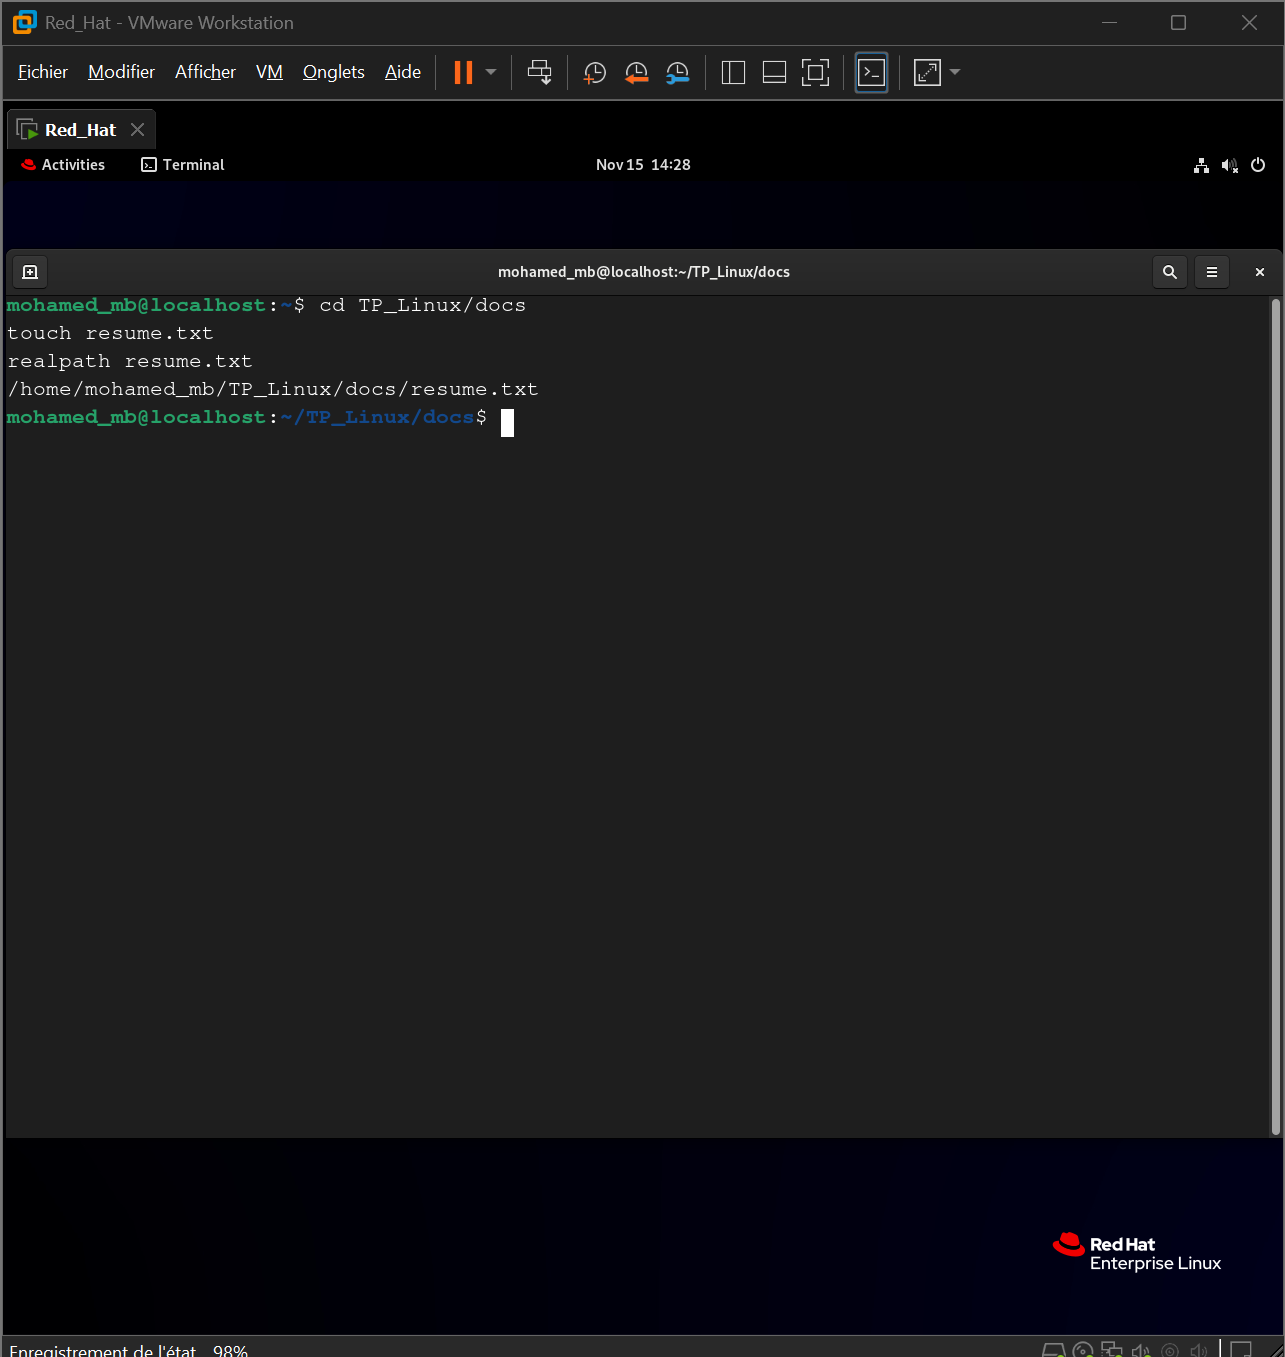 Red_Hat - VMware Workstation
Fichier Modifier Afficher VM Onglets Aide
Red_Hat
Activities Terminal Nov 15 14:28
mohamed_mb@localhost:~/TP_Linux/docs
mohamed_mb@localhost:~$ cd TP_Linux/docs
touch resume.txt
realpath resume.txt
/home/mohamed_mb/TP_Linux/docs/resume.txt
mohamed_mb@localhost:~/TP_Linux/docs$
Red Hat
Enterprise Linux
Enregistrement de l'état... 98%